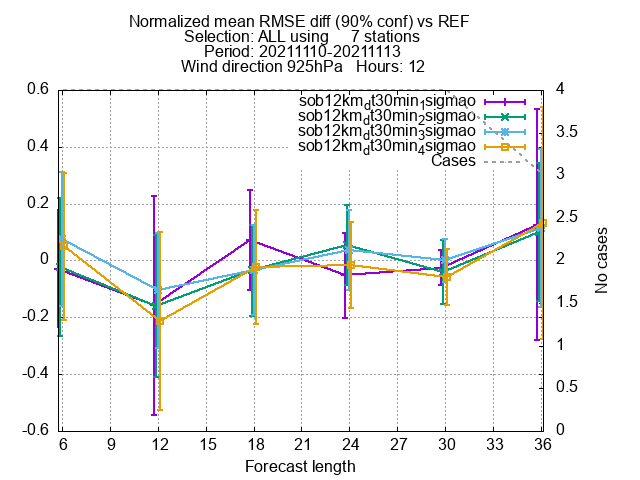 Normalized mean RMSE diff (90% conf) vs REF
Selection: ALL using 7 stations
Period: 20211110-20211113
Wind direction 925hPa Hours: 12
sob12km_dt30min_1sigmao
sob12km_dt30min_2sigmao
sob12km_dt30min_3sigmao
sob12km_dt30min_4sigmao
Cases
0.6
0.4
0.2
0
-0.2
-0.4
-0.6
4
3.5
3
2.5
2
1.5
1
0.5
0
No cases
6 9 12 15 18 21 24 27 30 33 36
Forecast length